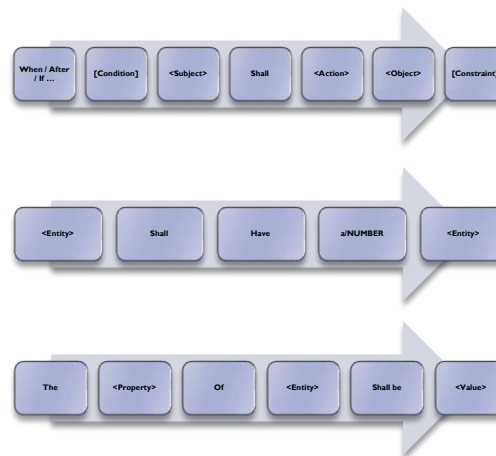 When / After / If ... [Condition] <Subject> Shall <Action> <Object> [Constraint]
<Entity> Shall Have a/NUMBER <Entity>
The <Property> Of <Entity> Shall be <Value>